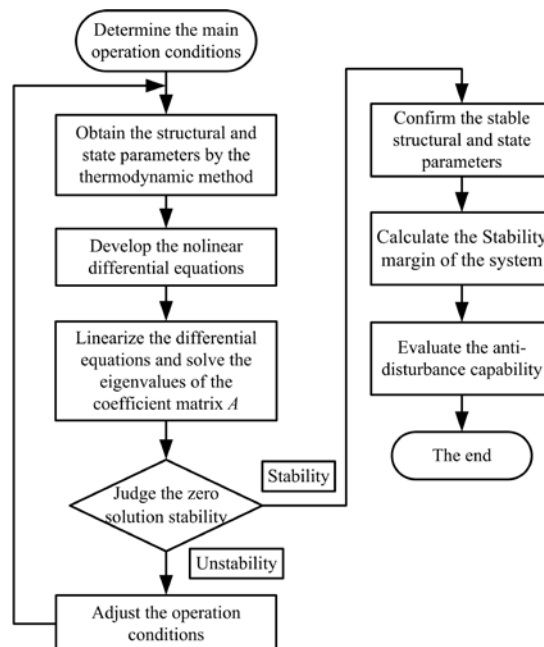 Determine the main
operation conditions
Obtain the structural and
state parameters by the
thermodynamic method
Develop the nolinear
differential equations
Linearize the differential
equations and solve the
eigenvalues of the
coefficient matrix A
Judge the zero
solution stability
Stability
Unstability
Adjust the operation
conditions
Confirm the stable
structural and state
parameters
Calculate the Stability
margin of the system
Evaluate the anti-
disturbance capability
The end